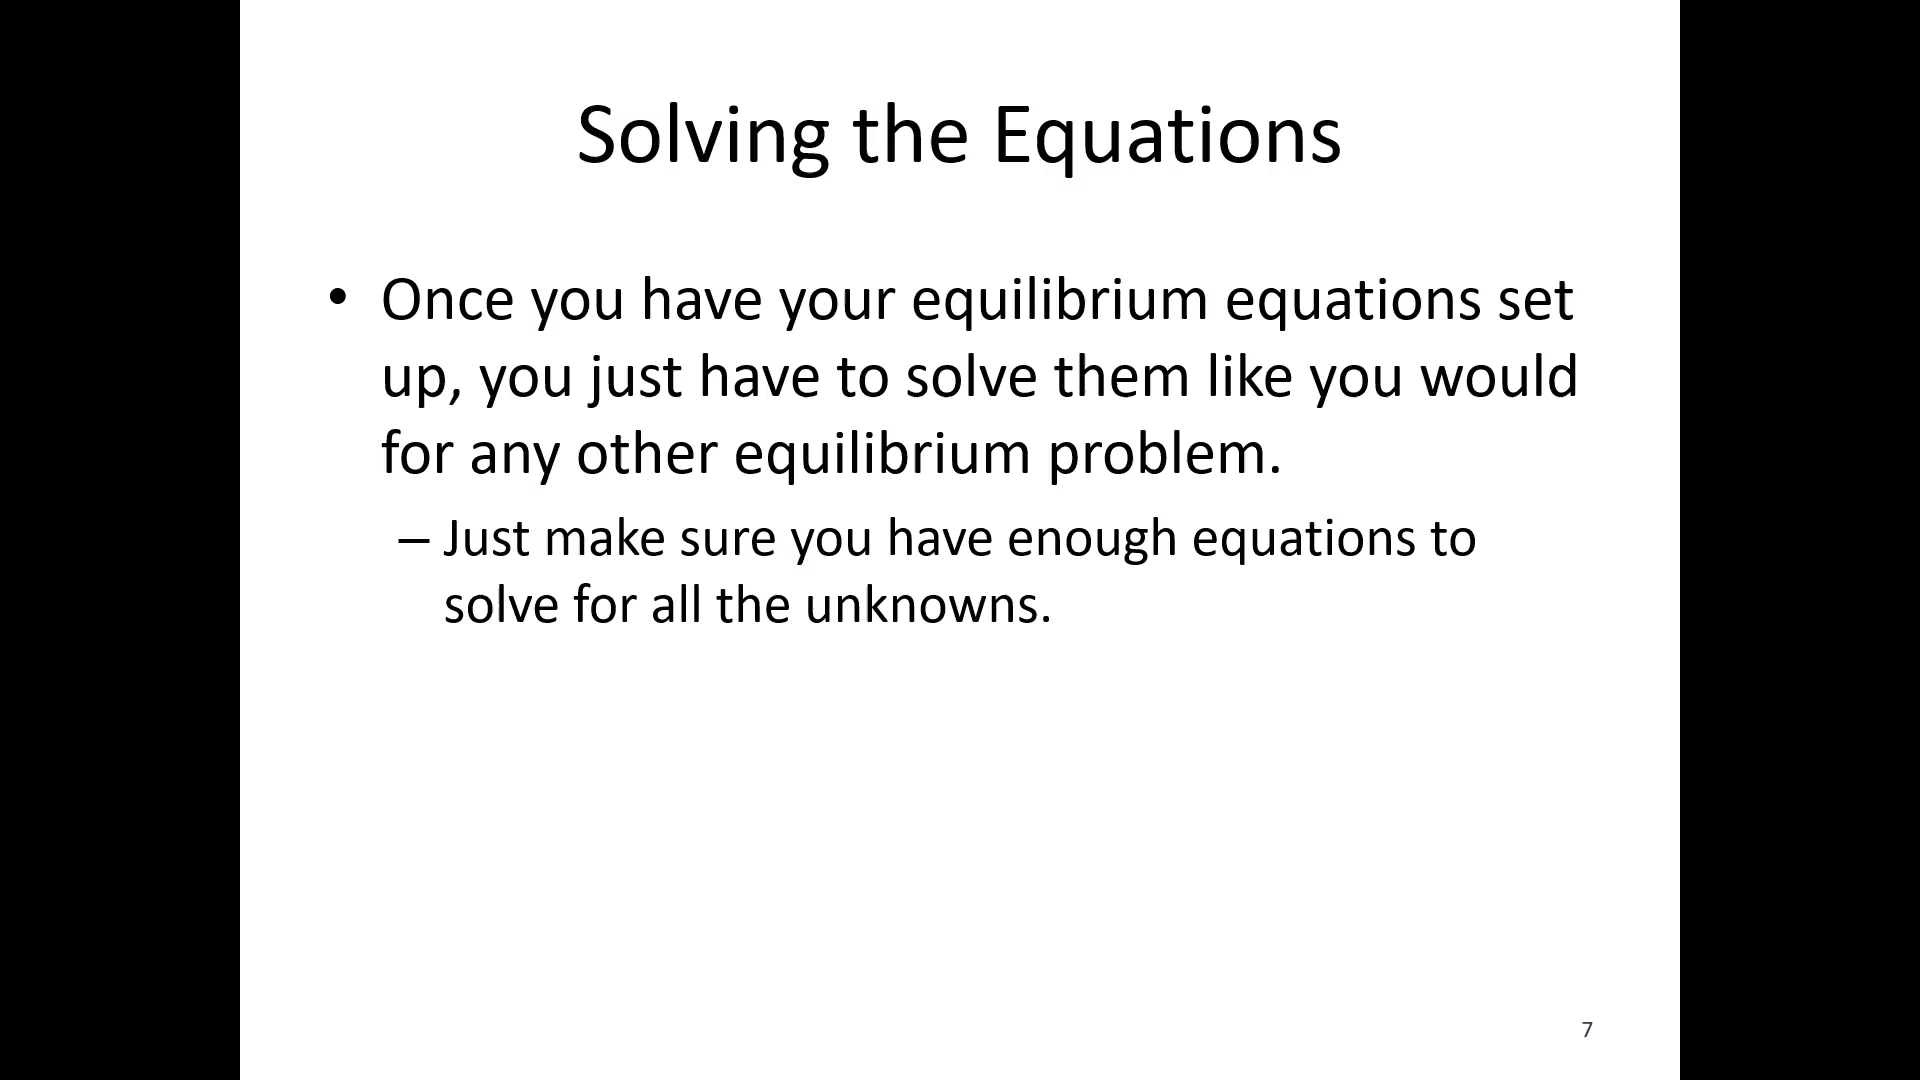 Solving the Equations
• Once you have your equilibrium equations set
up, you just have to solve them like you would
for any other equilibrium problem.
– Just make sure you have enough equations to
solve for all the unknowns.
7